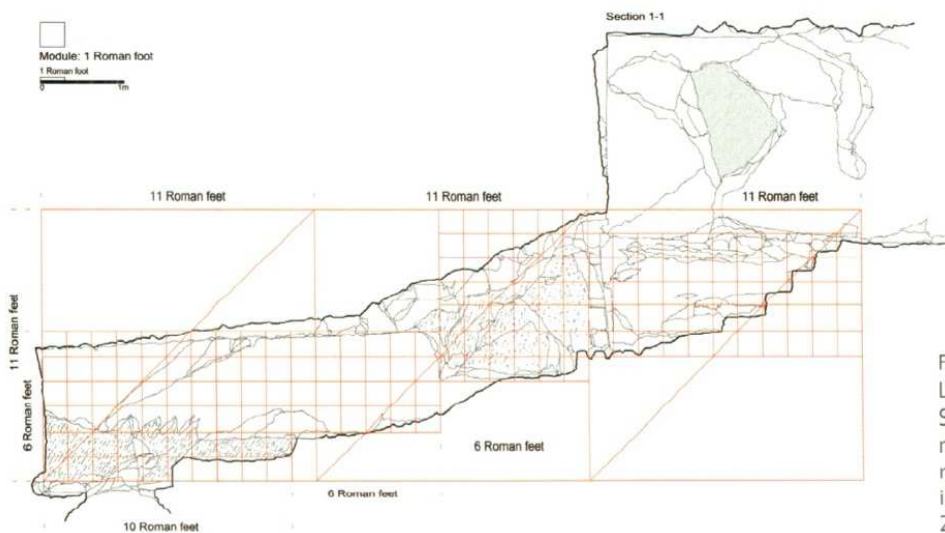 Section 1-1
Module: 1 Roman foot
1 Roman foot
0 1m
11 Roman feet
11 Roman feet
11 Roman feet
11 Roman feet
6 Roman feet
6 Roman feet
6 Roman feet
10 Roman feet